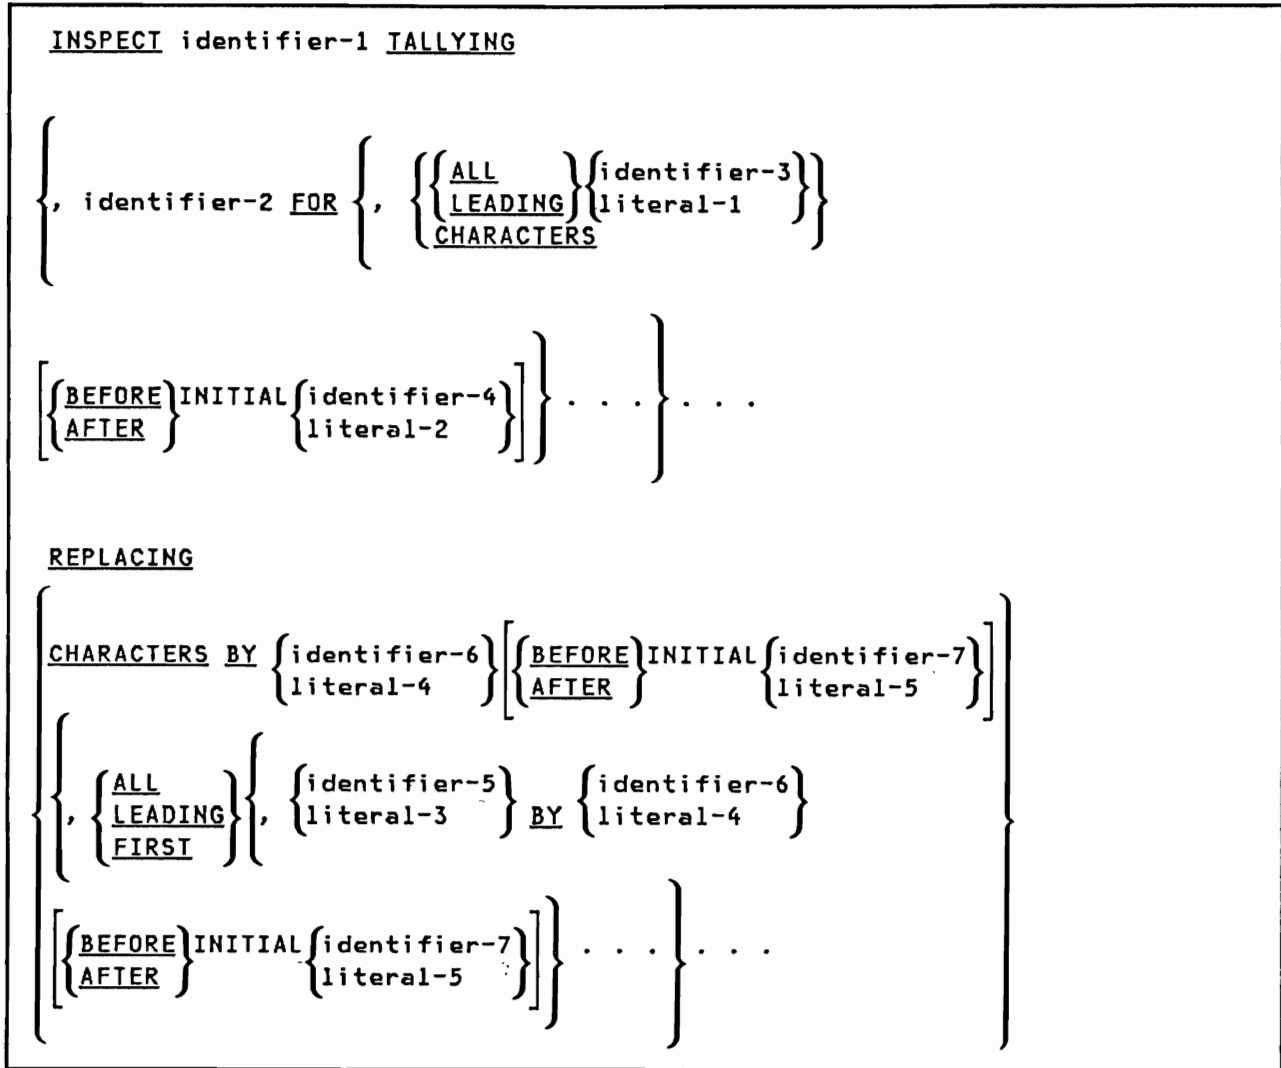 INSPECT identifier-1 TALLYING
ALL identifier-3
, identifier-2 FOR , LEADING literal-1
CHARACTERS
BEFORE INITIAL identifier-4 . . . . . .
AFTER literal-2
REPLACING
CHARACTERS BY identifier-6 BEFORE INITIAL identifier-7
literal-4 AFTER literal-5
ALL identifier-5 identifier-6
, LEADING , literal-3 BY literal-4
FIRST
BEFORE INITIAL identifier-7 . . . . . .
AFTER literal-5